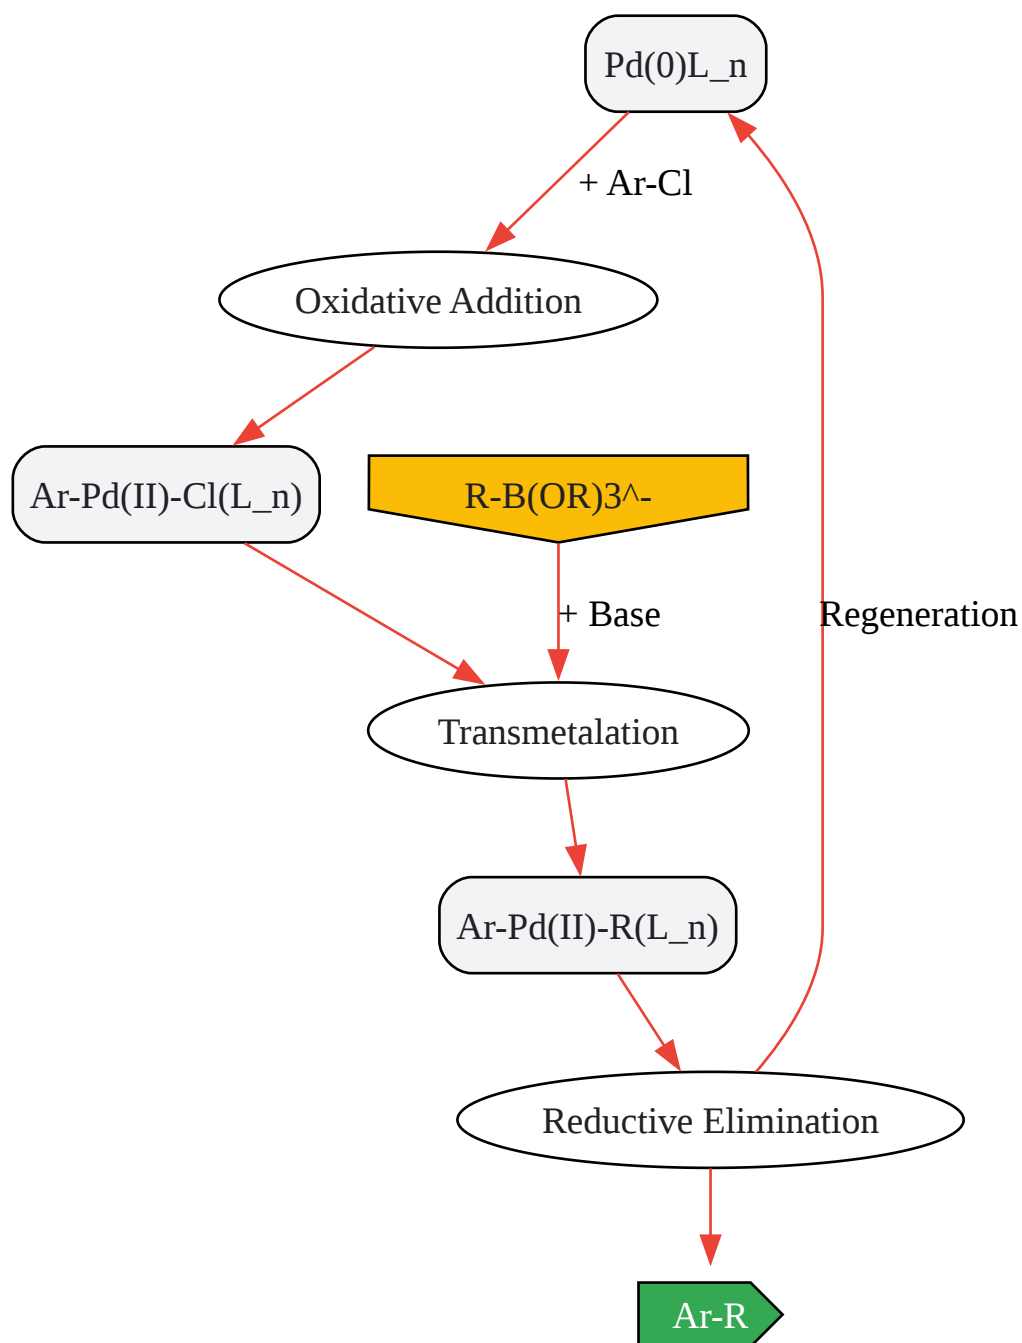 Pd(0)L_n
+ Ar-Cl
Oxidative Addition
Ar-Pd(II)-Cl(L_n)
R-B(OR)3^-
+ Base
Regeneration
Transmetalation
Ar-Pd(II)-R(L_n)
Reductive Elimination
Ar-R